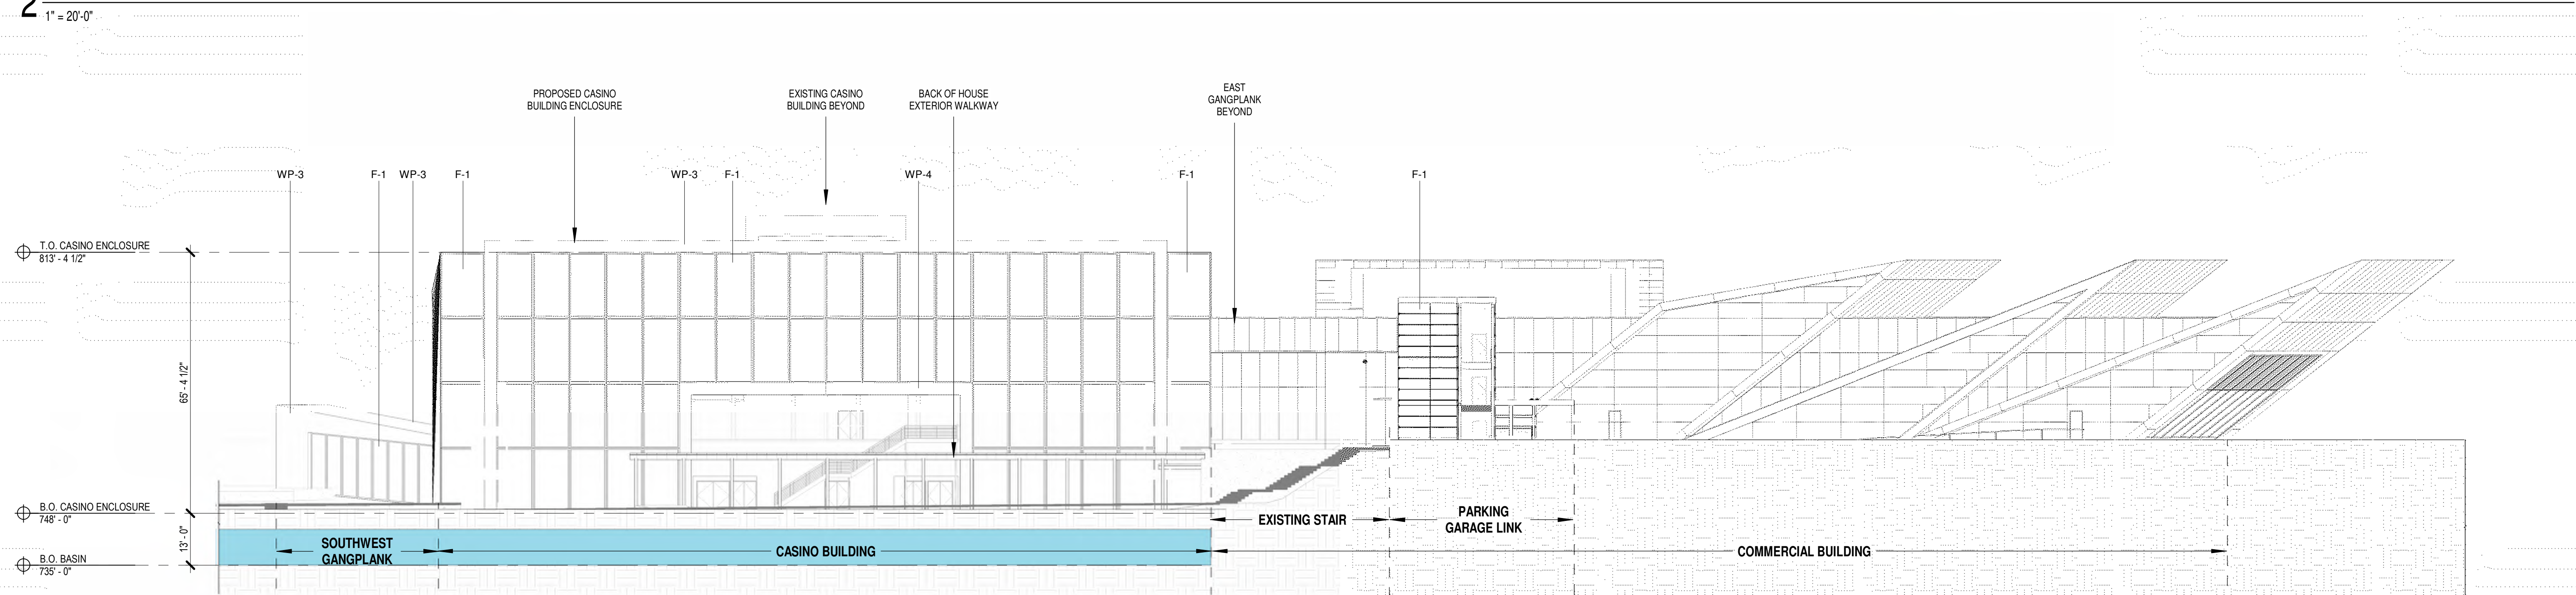 2
1" = 20'-0"
PROPOSED CASINO
BUILDING ENCLOSURE
EXISTING CASINO
BUILDING BEYOND
BACK OF HOUSE
EXTERIOR WALKWAY
EAST
GANGPLANK
BEYOND
WP-3
F-1
WP-3
F-1
WP-3
F-1
WP-4
F-1
F-1
T.O. CASINO ENCLOSURE
813' - 4 1/2"
65' - 4 1/2"
B.O. CASINO ENCLOSURE
748' - 0"
13' - 0"
B.O. BASIN
735' - 0"
SOUTHWEST
GANGPLANK
CASINO BUILDING
EXISTING STAIR
PARKING
GARAGE LINK
COMMERCIAL BUILDING